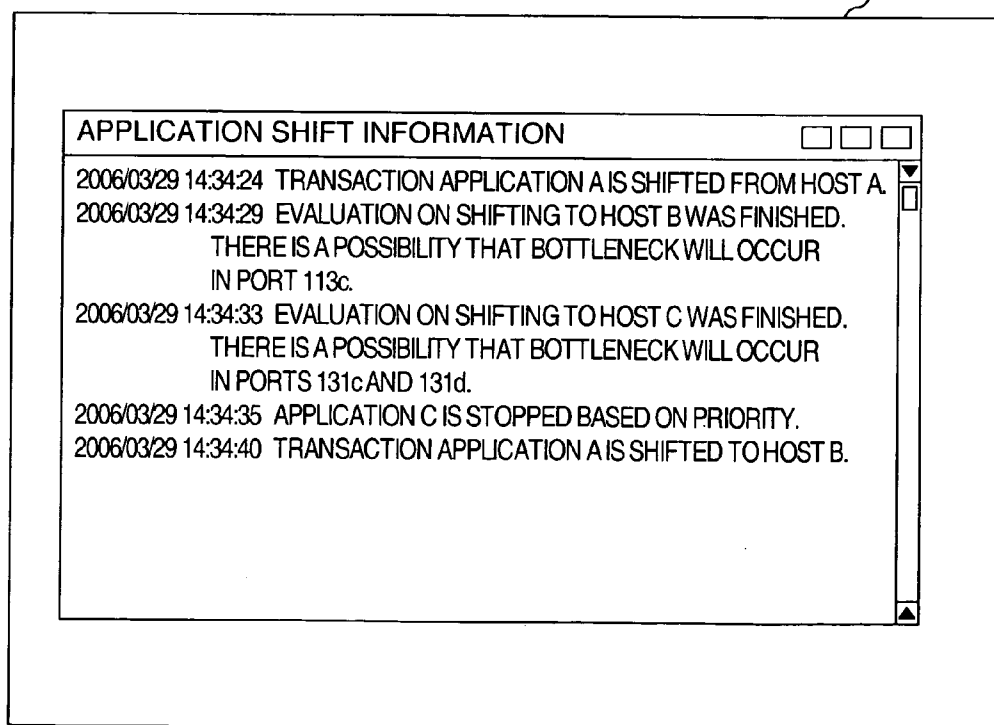 APPLICATION SHIFT INFORMATION
2006/03/29 14:34:24 TRANSACTION APPLICATION A IS SHIFTED FROM HOST A.
2006/03/29 14:34:29 EVALUATION ON SHIFTING TO HOST B WAS FINISHED.
THERE IS A POSSIBILITY THAT BOTTLENECK WILL OCCUR
IN PORT 113c.
2006/03/29 14:34:33 EVALUATION ON SHIFTING TO HOST C WAS FINISHED.
THERE IS A POSSIBILITY THAT BOTTLENECK WILL OCCUR
IN PORTS 131c AND 131d.
2006/03/29 14:34:35 APPLICATION C IS STOPPED BASED ON PRIORITY.
2006/03/29 14:34:40 TRANSACTION APPLICATION A IS SHIFTED TO HOST B.